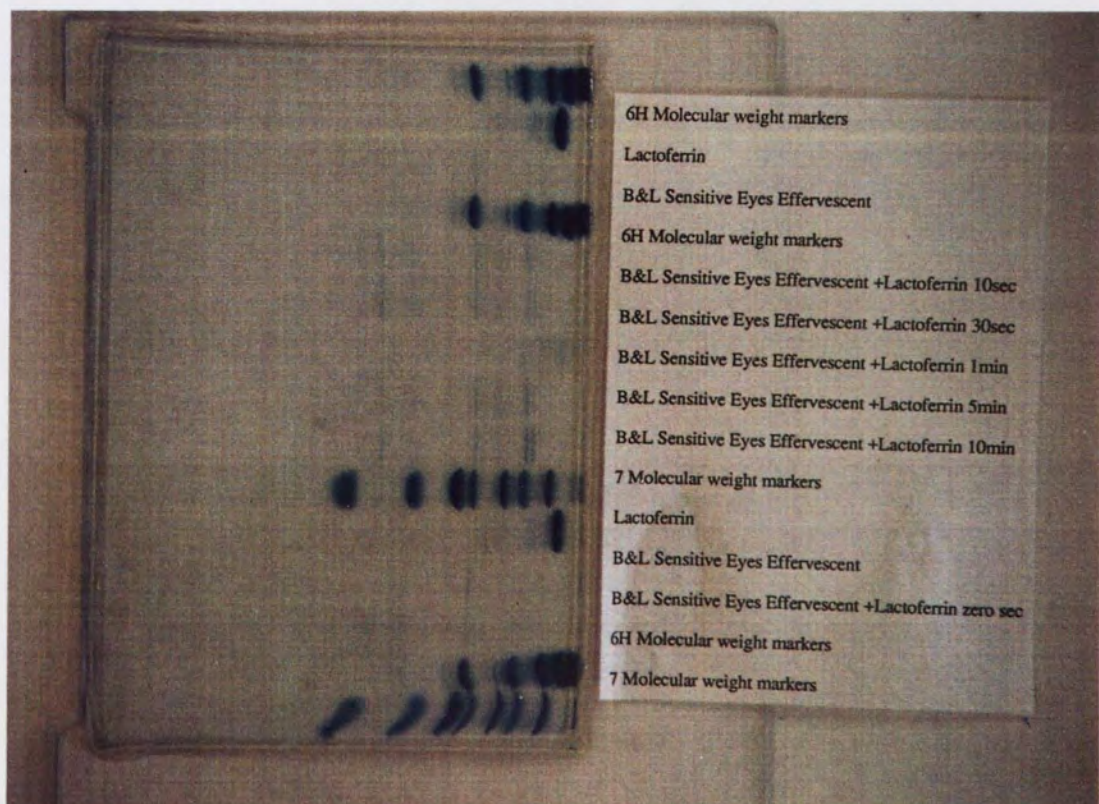 6H Molecular weight markers
Lactoferrin
B&L Sensitive Eyes Effervescent
6H Molecular weight markers
B&L Sensitive Eyes Effervescent +Lactoferrin 10sec
B&L Sensitive Eyes Effervescent +Lactoferrin 30sec
B&L Sensitive Eyes Effervescent +Lactoferrin 1min
B&L Sensitive Eyes Effervescent +Lactoferrin 5min
B&L Sensitive Eyes Effervescent +Lactoferrin 10min
7 Molecular weight markers
Lactoferrin
B&L Sensitive Eyes Effervescent
B&L Sensitive Eyes Effervescent +Lactoferrin zero sec
6H Molecular weight markers
7 Molecular weight markers